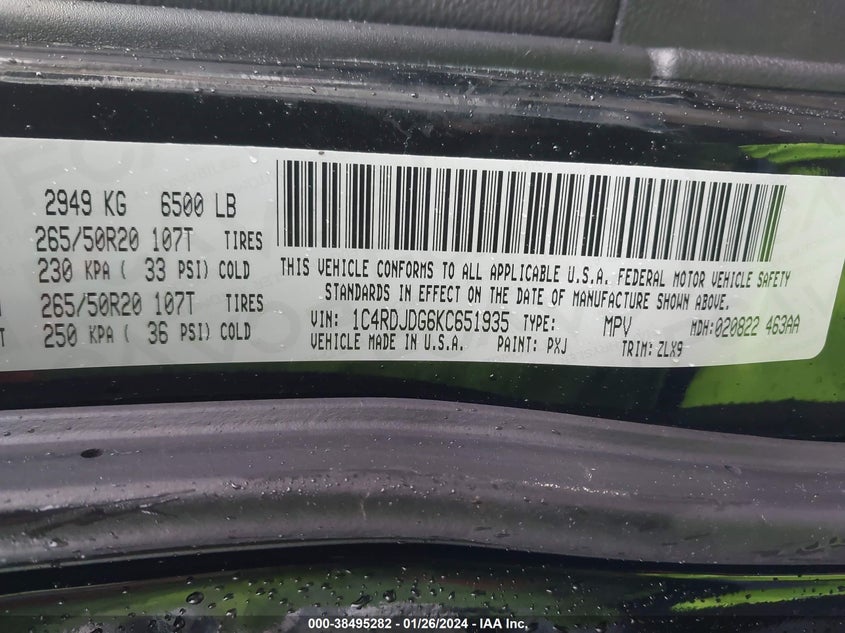 2949 KG 6500 LB
265/50R20 107T TIRES
230 KPA ( 33 PSI) COLD
265/50R20 107T TIRES
250 KPA ( 36 PSI) COLD
THIS VEHICLE CONFORMS TO ALL APPLICABLE U.S.A. FEDERAL MOTOR VEHICLE SAFETY
STANDARDS IN EFFECT ON THE DATE OF MANUFACTURE SHOWN ABOVE.
VIN: 1C4RDJDG6KC651935 TYPE: MPV MDH:020822 463AA
VEHICLE MADE IN U.S.A. PAINT: PXJ TRIM: ZLX9
000-38495282 - 01/26/2024 - IAA Inc.